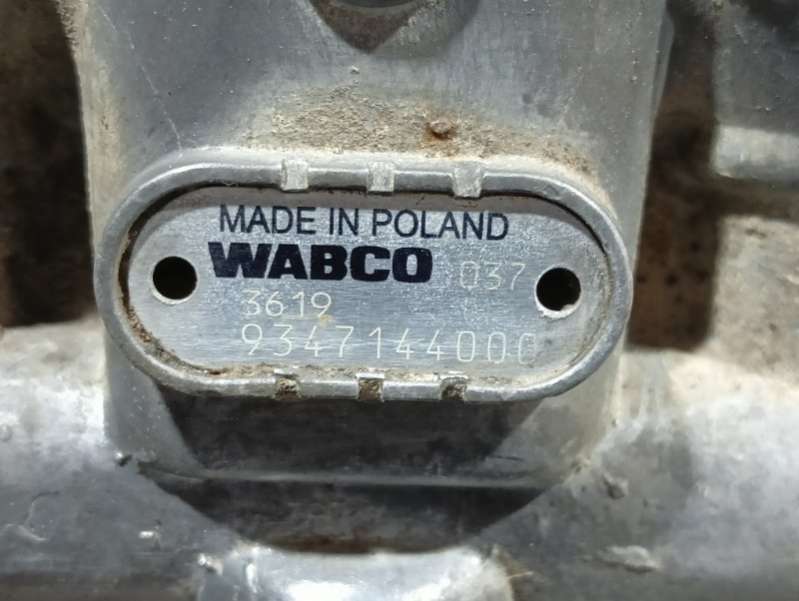 MADE IN POLAND
WABCO 037
3619
9347144000